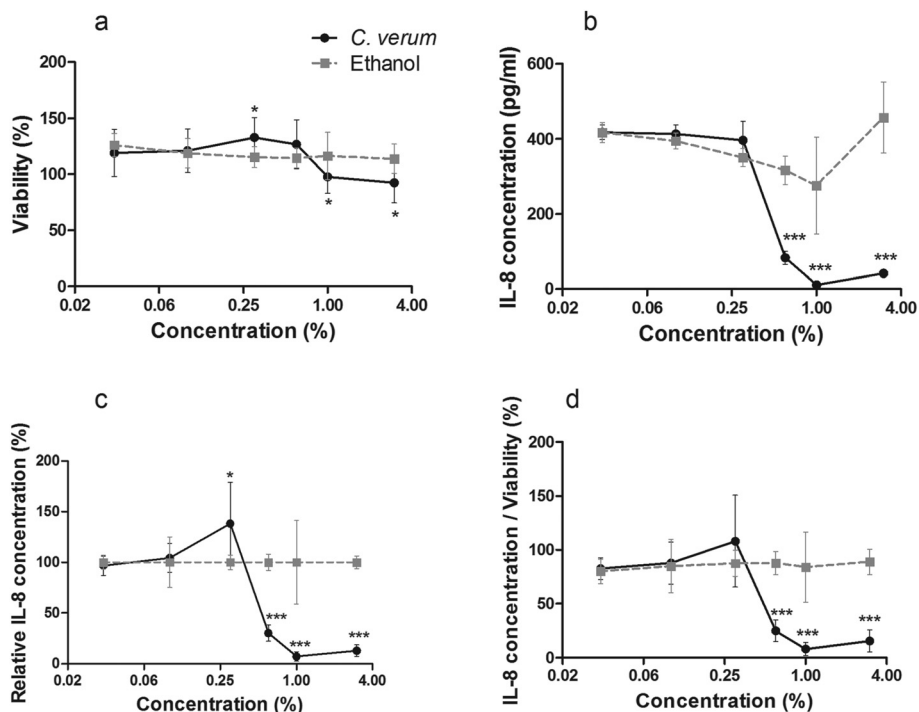 a
C. verum
Ethanol
Viability (%)
200
150
100
50
0
*
*
*
0.02 0.06 0.25 1.00 4.00
Concentration (%)
b
IL-8 concentration (pg/ml)
600
400
200
0
***
***
***
0.02 0.06 0.25 1.00 4.00
Concentration (%)
c
Relative IL-8 concentration (%)
200
150
100
50
0
*
***
***
***
0.02 0.06 0.25 1.00 4.00
Concentration (%)
d
IL-8 concentration / Viability (%)
200
150
100
50
0
***
***
***
0.02 0.06 0.25 1.00 4.00
Concentration (%)